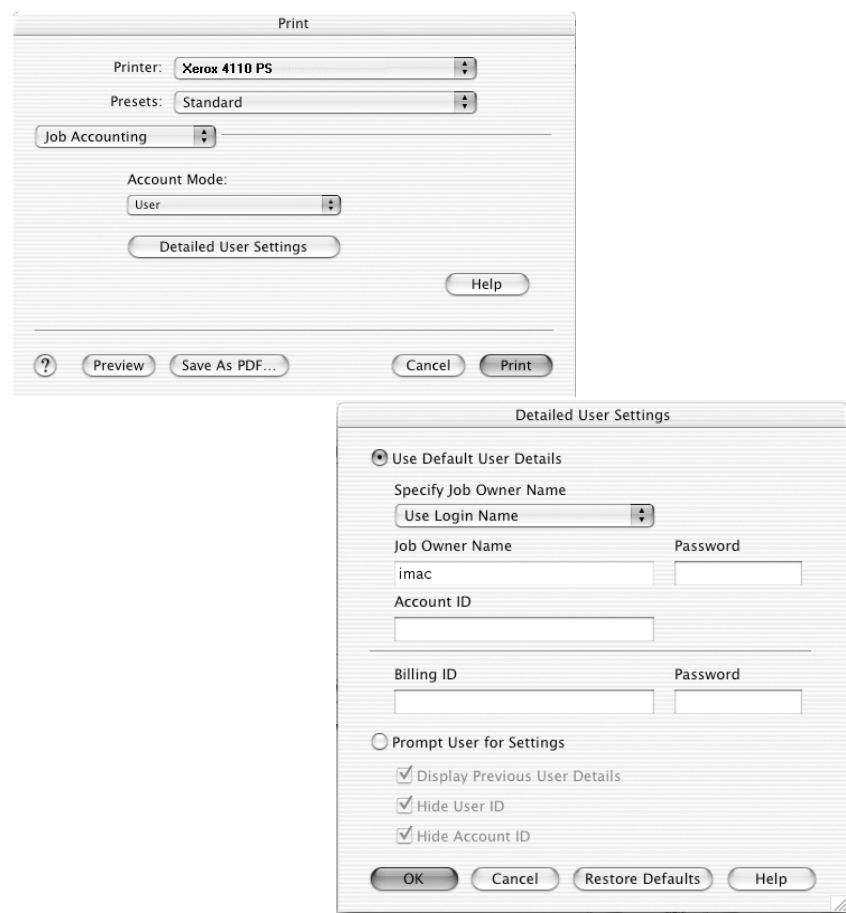 Print
Printer: Xerox 4110 PS
Presets: Standard
Job Accounting
Account Mode:
User
Detailed User Settings
Help
? Preview Save As PDF... Cancel Print
Detailed User Settings
Use Default User Details
Specify Job Owner Name
Use Login Name
Job Owner Name Password
imac
Account ID
Billing ID Password
Prompt User for Settings
Display Previous User Details
Hide User ID
Hide Account ID
OK Cancel Restore Defaults Help